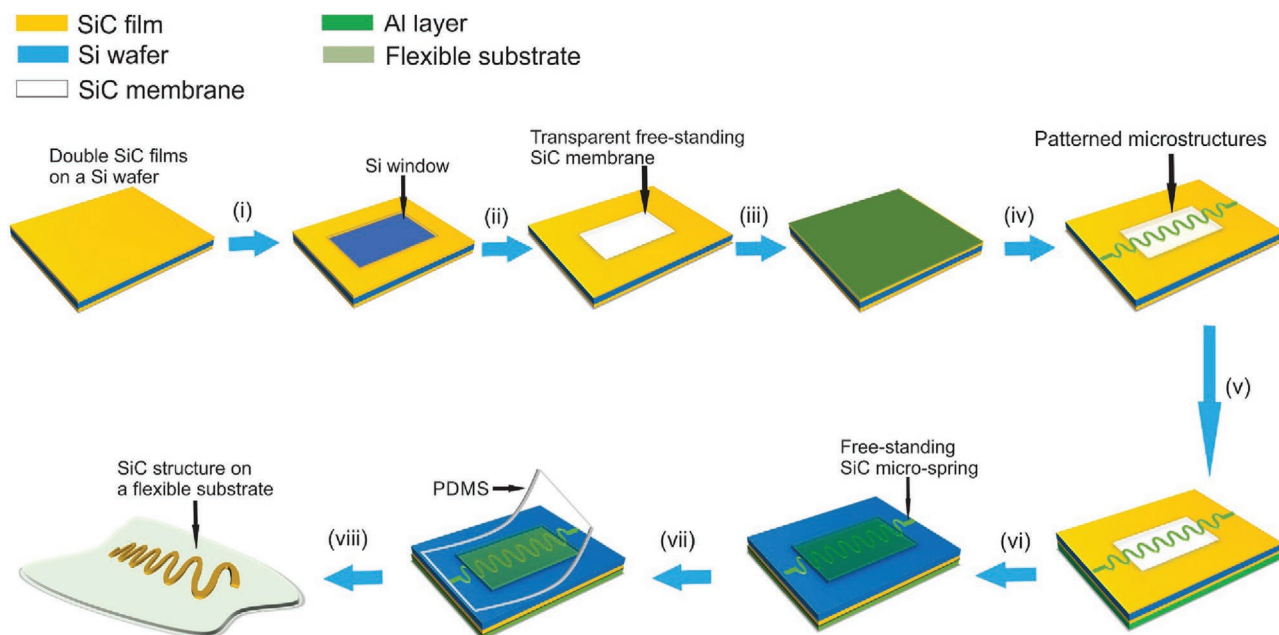 SiC film
Al layer
Si wafer
Flexible substrate
SiC membrane
Double SiC films
on a Si wafer
(i)
Si window
(ii)
Transparent free-standing
SiC membrane
(iii)
(iv)
Patterned microstructures
(v)
SiC structure on
a flexible substrate
(viii)
PDMS
(vii)
Free-standing
SiC micro-spring
(vi)